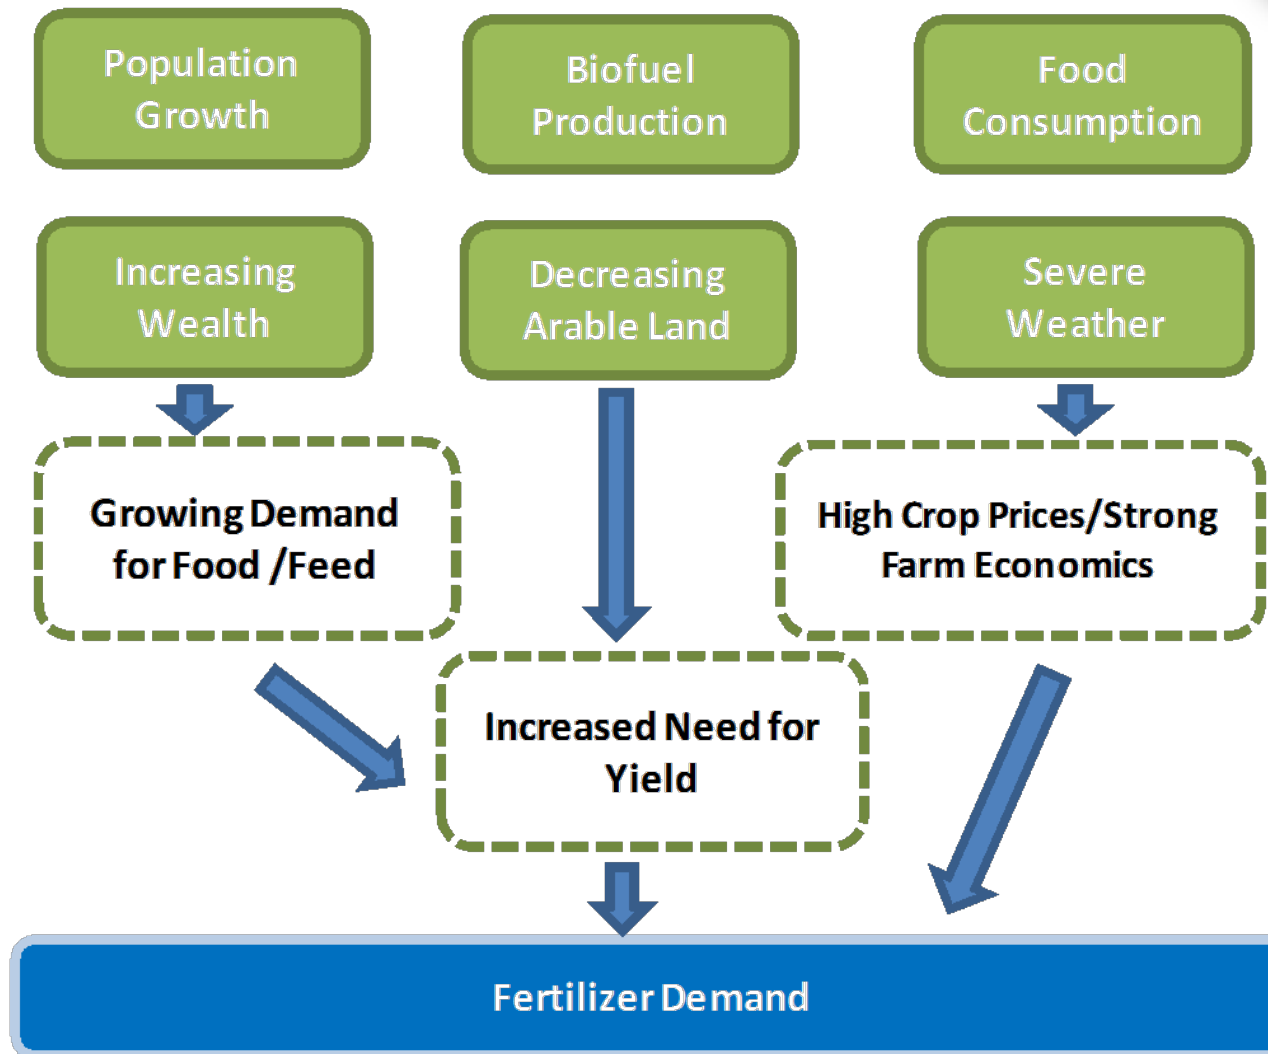 Population
Growth
Biofuel
Production
Food
Consumption
Increasing
Wealth
Decreasing
Arable Land
Severe
Weather
Growing Demand
for Food /Feed
High Crop Prices/Strong
Farm Economics
Increased Need for
Yield
Fertilizer Demand